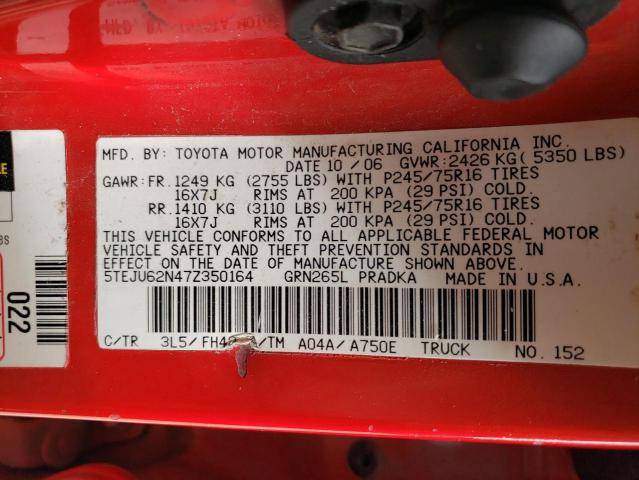 MFD. BY: TOYOTA MOTOR MANUFACTURING CALIFORNIA INC.
DATE 10 / 06 GVWR: 2426 KG( 5350 LBS)
GAWR: FR. 1249 KG (2755 LBS) WITH P245/75R16 TIRES
16X7J RIMS AT 200 KPA (29 PSI) COLD.
RR. 1410 KG (3110 LBS) WITH P245/75R16 TIRES
16X7J RIMS AT 200 KPA (29 PSI) COLD.
THIS VEHICLE CONFORMS TO ALL APPLICABLE FEDERAL MOTOR
VEHICLE SAFETY AND THEFT PREVENTION STANDARDS IN
EFFECT ON THE DATE OF MANUFACTURE SHOWN ABOVE.
5TEJU62N47Z350164 GRN265L PRADKA MADE IN U.S.A.
C/TR 3L5/ /TM A04A/ A750E TRUCK NO. 152
022